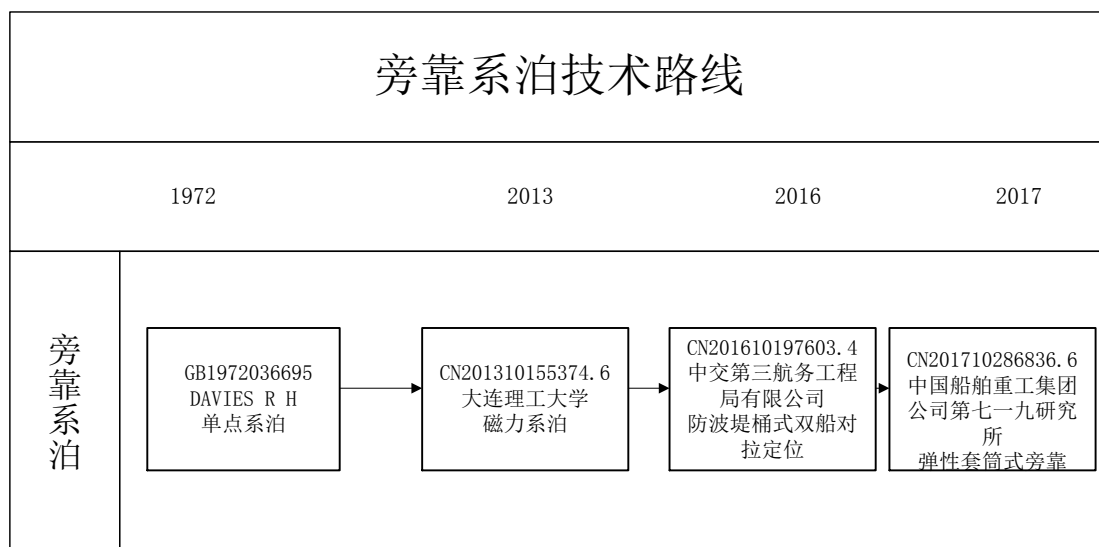 旁靠系泊技术路线
1972
2013
2016
2017
旁靠系泊
GB1972036695
DAVIES R H
单点系泊
CN201310155374.6
大连理工大学
磁力系泊
CN201610197603.4
中交第三航务工程
局有限公司
防波堤桶式双船对
拉定位
CN201710286836.6
中国船舶重工集团
公司第七一九研究
所
弹性套筒式旁靠